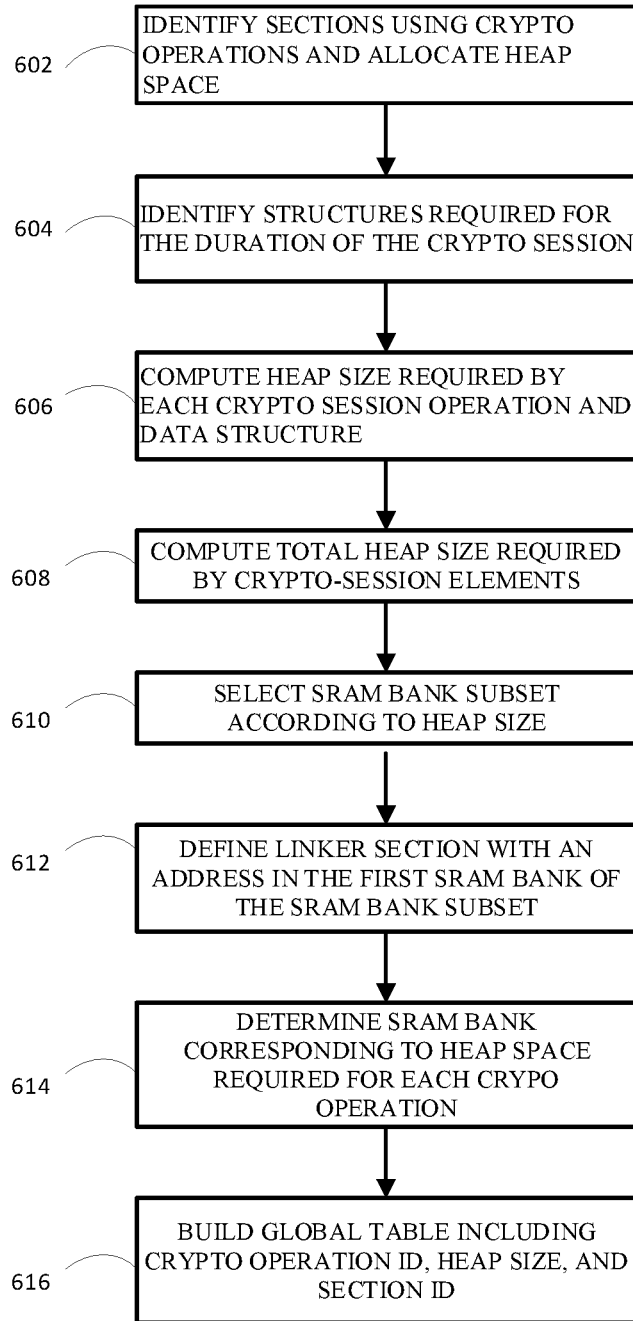 602
IDENTIFY SECTIONS USING CRYPTO
OPERATIONS AND ALLOCATE HEAP
SPACE
604
IDENTIFY STRUCTURES REQUIRED FOR
THE DURATION OF THE CRYPTO SESSION
606
COMPUTE HEAP SIZE REQUIRED BY
EACH CRYPTO SESSION OPERATION AND
DATA STRUCTURE
608
COMPUTE TOTAL HEAP SIZE REQUIRED
BY CRYPTO-SESSION ELEMENTS
610
SELECT SRAM BANK SUBSET
ACCORDING TO HEAP SIZE
612
DEFINE LINKER SECTION WITH AN
ADDRESS IN THE FIRST SRAM BANK OF
THE SRAM BANK SUBSET
614
DETERMINE SRAM BANK
CORRESPONDING TO HEAP SPACE
REQUIRED FOR EACH CRYPO
OPERATION
616
BUILD GLOBAL TABLE INCLUDING
CRYPTO OPERATION ID, HEAP SIZE, AND
SECTION ID